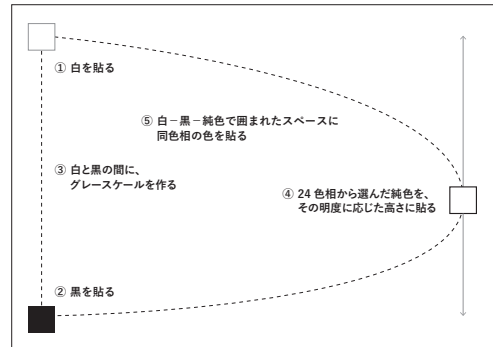 ① 白を貼る
⑤ 白－黒－純色で囲まれたスペースに
同色相の色を貼る
③ 白と黒の間に、
グレースケールを作る
④ 24 色相から選んだ純色を、
その明度に応じた高さに貼る
② 黒を貼る